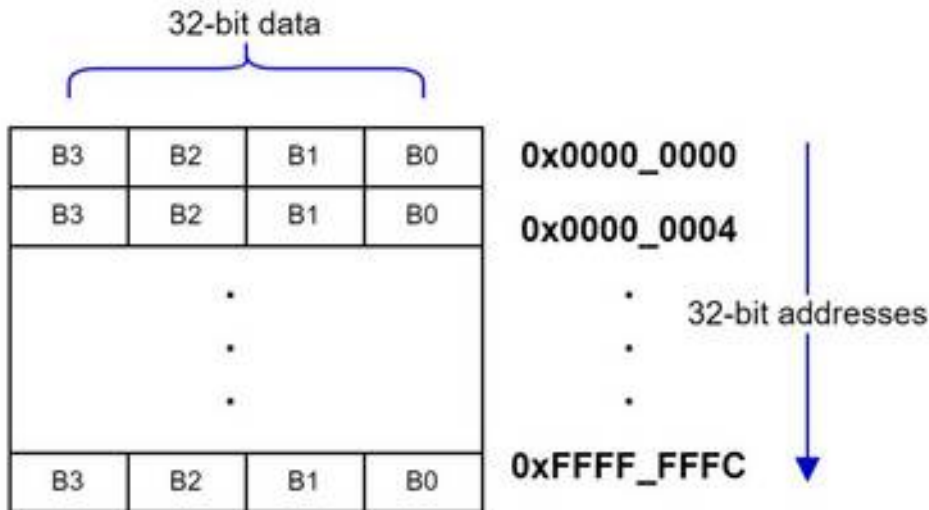 32-bit data
B3 B2 B1 B0 0x0000_0000
B3 B2 B1 B0 0x0000_0004
32-bit addresses
B3 B2 B1 B0 0xFFFF_FFFC